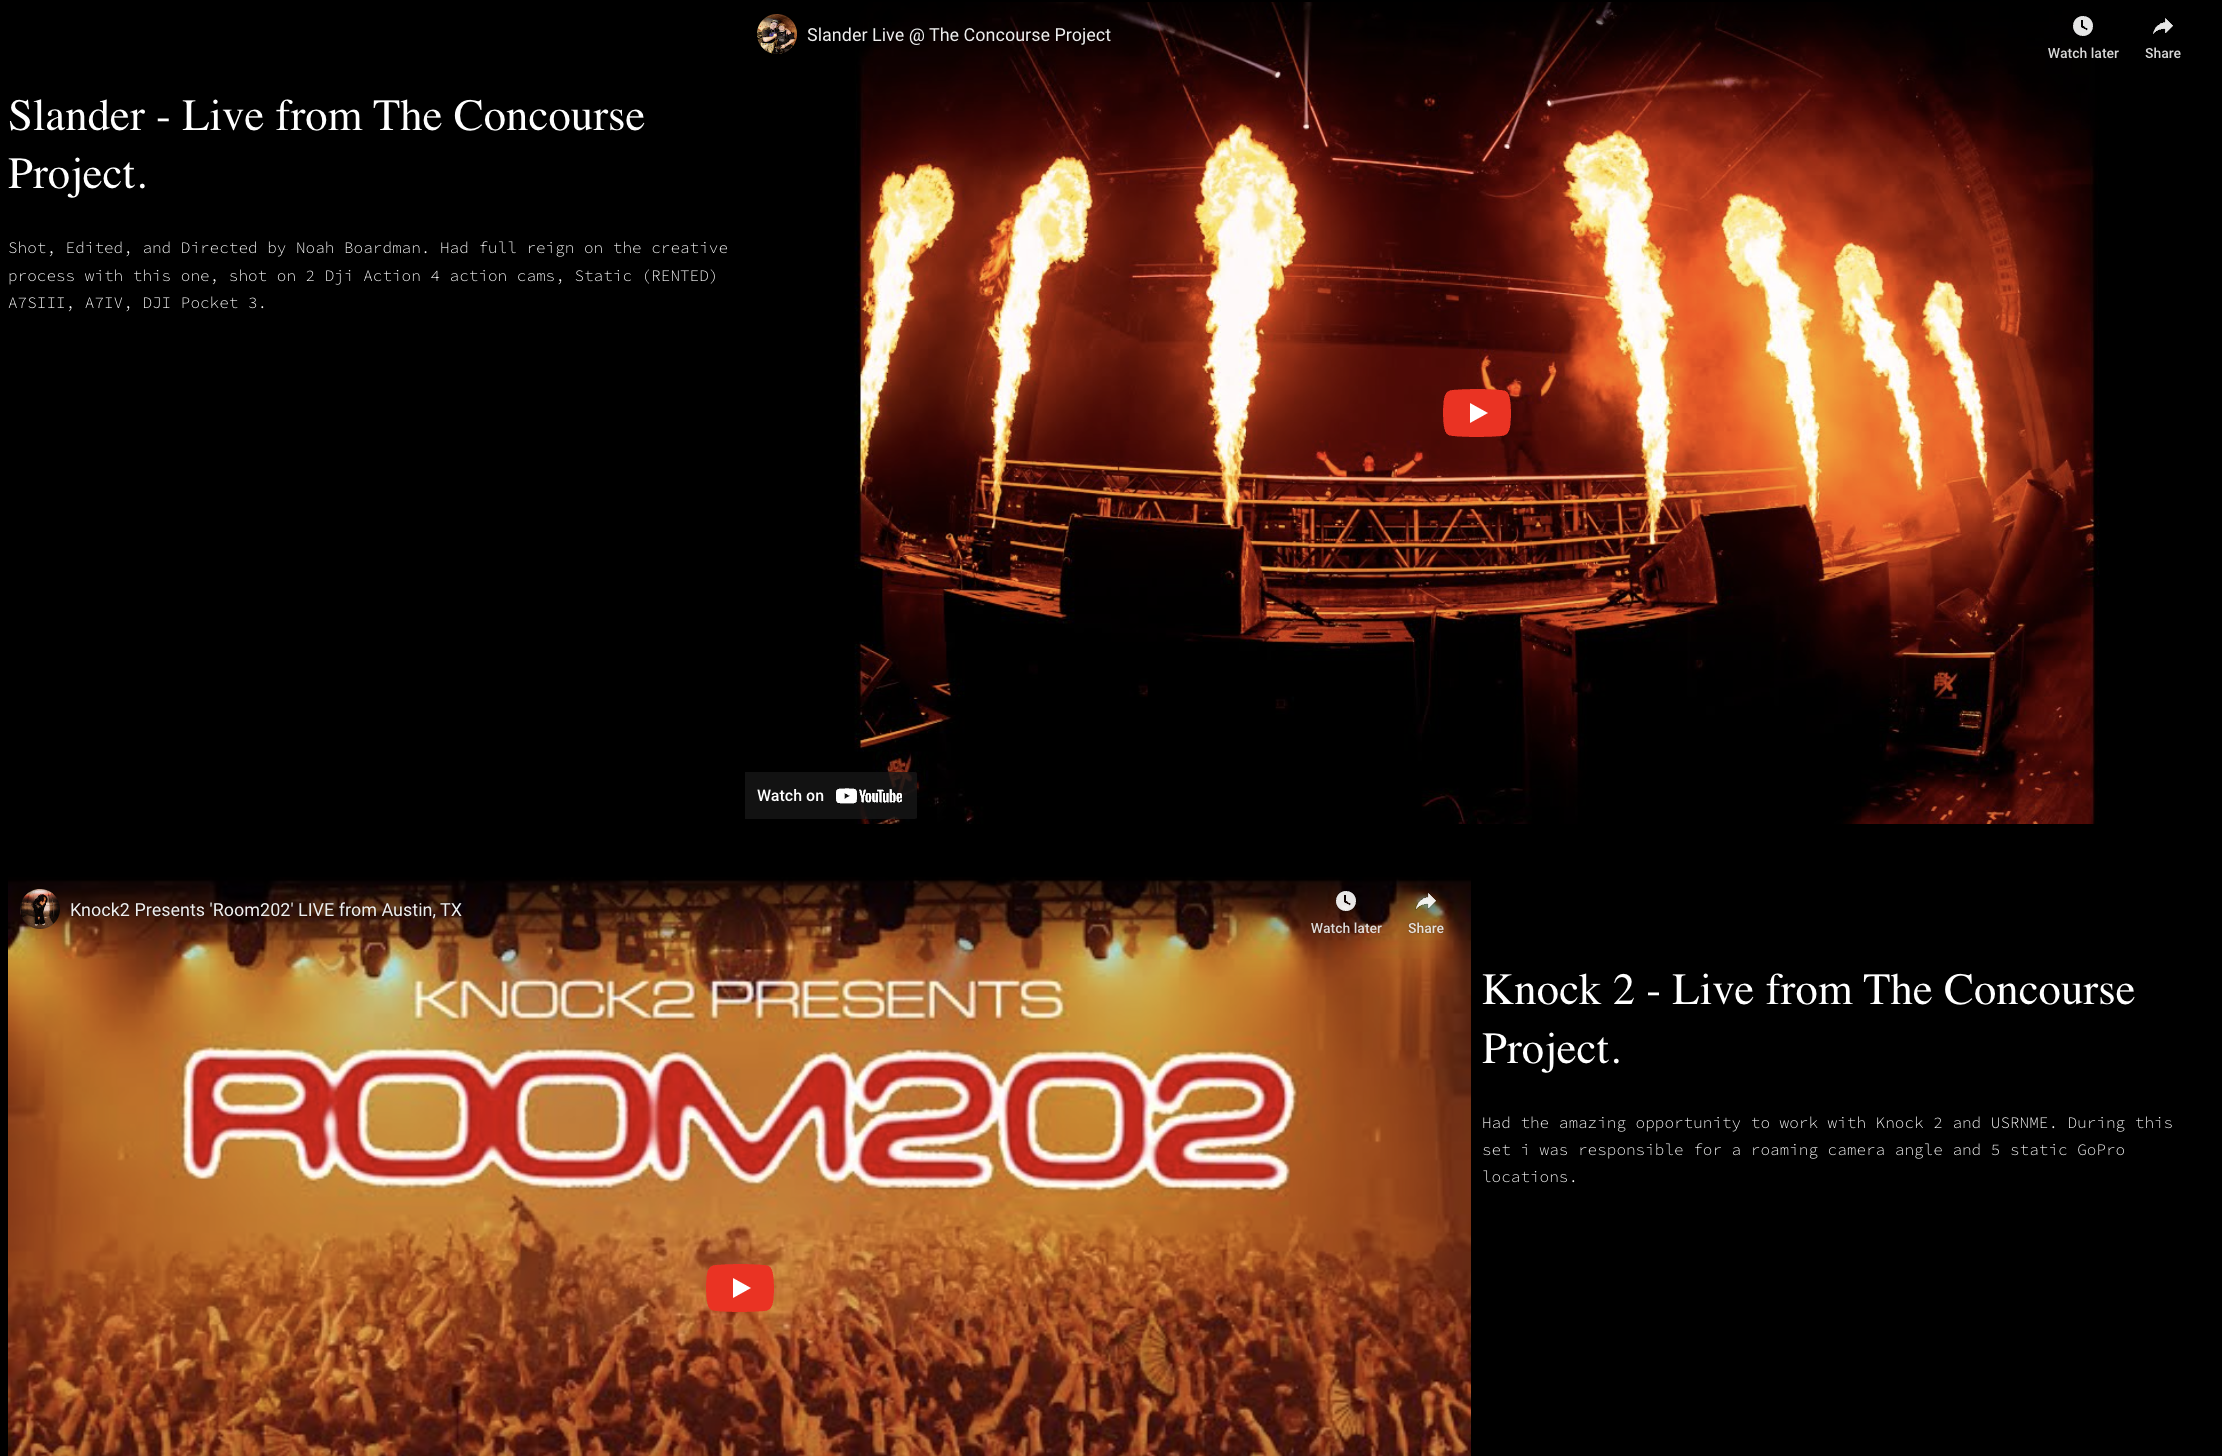 Slander Live @ The Concourse Project
Watch later
Share
Slander - Live from The Concourse
Project.
Shot, Edited, and Directed by Noah Boardman. Had full reign on the creative
process with this one, shot on 2 Dji Action 4 action cams, Static (RENTED)
A7SIII, A7IV, DJI Pocket 3.
Watch on YouTube
Knock2 Presents 'Room202' LIVE from Austin, TX
Watch later
Share
KNOCK2 PRESENTS
ROOM202
Knock 2 - Live from The Concourse
Project.
Had the amazing opportunity to work with Knock 2 and USRNME. During this
set i was responsible for a roaming camera angle and 5 static GoPro
locations.